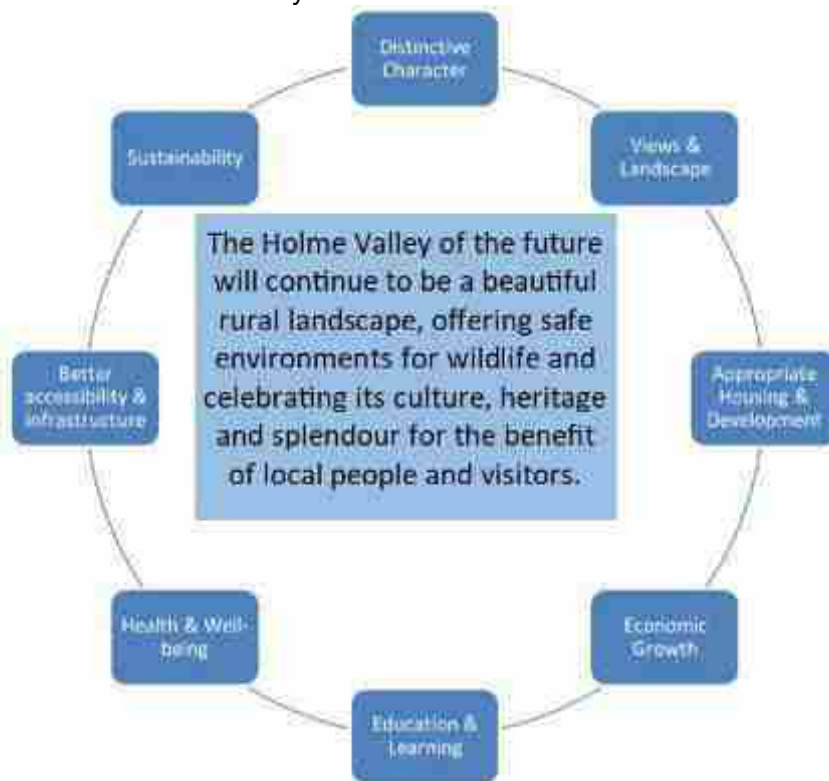 Distinctive
Character
Views &
Landscape
Appropriate
Housing &
Development
Economic
Growth
Education &
Learning
Health & Well-
being
Better
accessibility &
infrastructure
Sustainability
The Holme Valley of the future
will continue to be a beautiful
rural landscape, offering safe
environments for wildlife and
celebrating its culture, heritage
and splendour for the benefit
of local people and visitors.